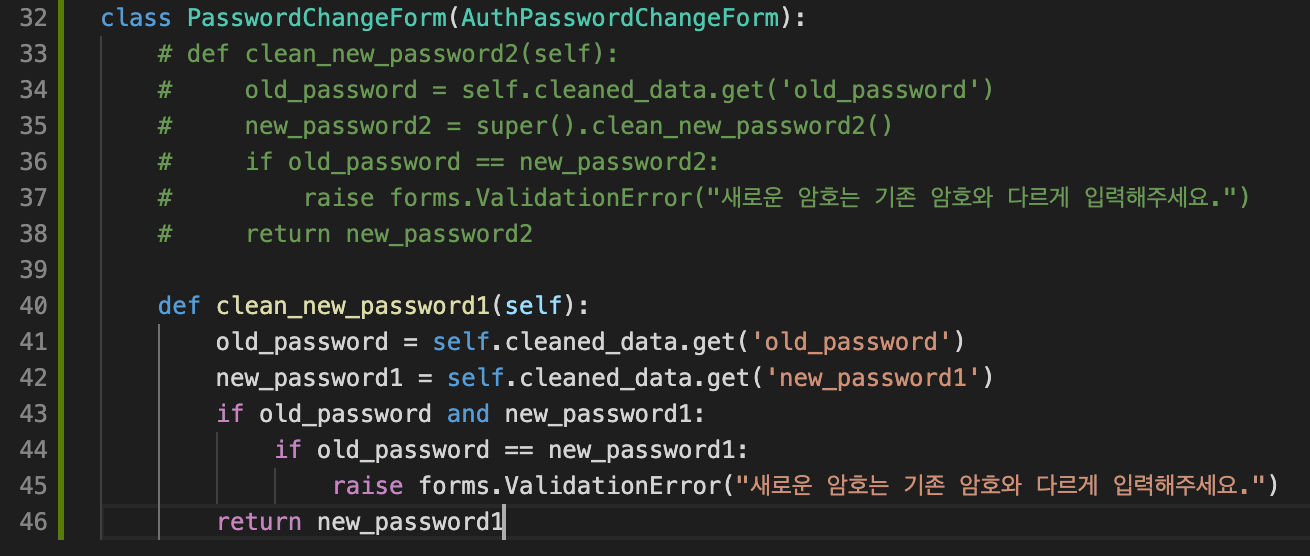 32 class PasswordChangeForm(AuthPasswordChangeForm):
33     # def clean_new_password2(self):
34     #     old_password = self.cleaned_data.get('old_password')
35     #     new_password2 = super().clean_new_password2()
36     #     if old_password == new_password2:
37     #         raise forms.ValidationError("새로운 암호는 기존 암호와 다르게 입력해주세요.")
38     #     return new_password2
39
40     def clean_new_password1(self):
41         old_password = self.cleaned_data.get('old_password')
42         new_password1 = self.cleaned_data.get('new_password1')
43         if old_password and new_password1:
44             if old_password == new_password1:
45                 raise forms.ValidationError("새로운 암호는 기존 암호와 다르게 입력해주세요.")
46         return new_password1